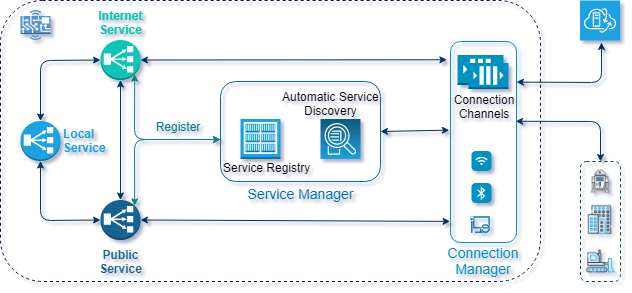 Internet
Service
Local
Service
Public
Service
Register
Automatic Service
Discovery
Service Registry
Service Manager
Connection
Channels
Connection
Manager